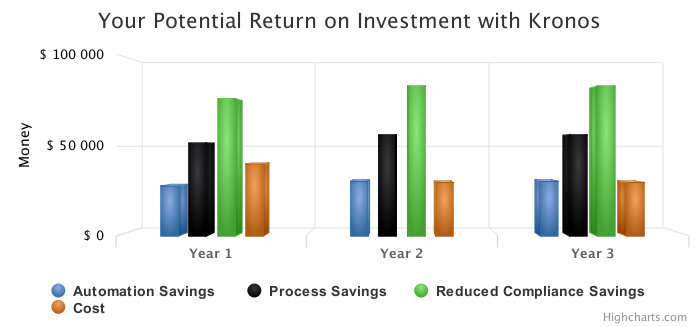 Your Potential Return on Investment with Kronos
$ 100 000
$ 50 000
$ 0
Money
Year 1
Year 2
Year 3
Automation Savings
Process Savings
Reduced Compliance Savings
Cost
Highcharts.com